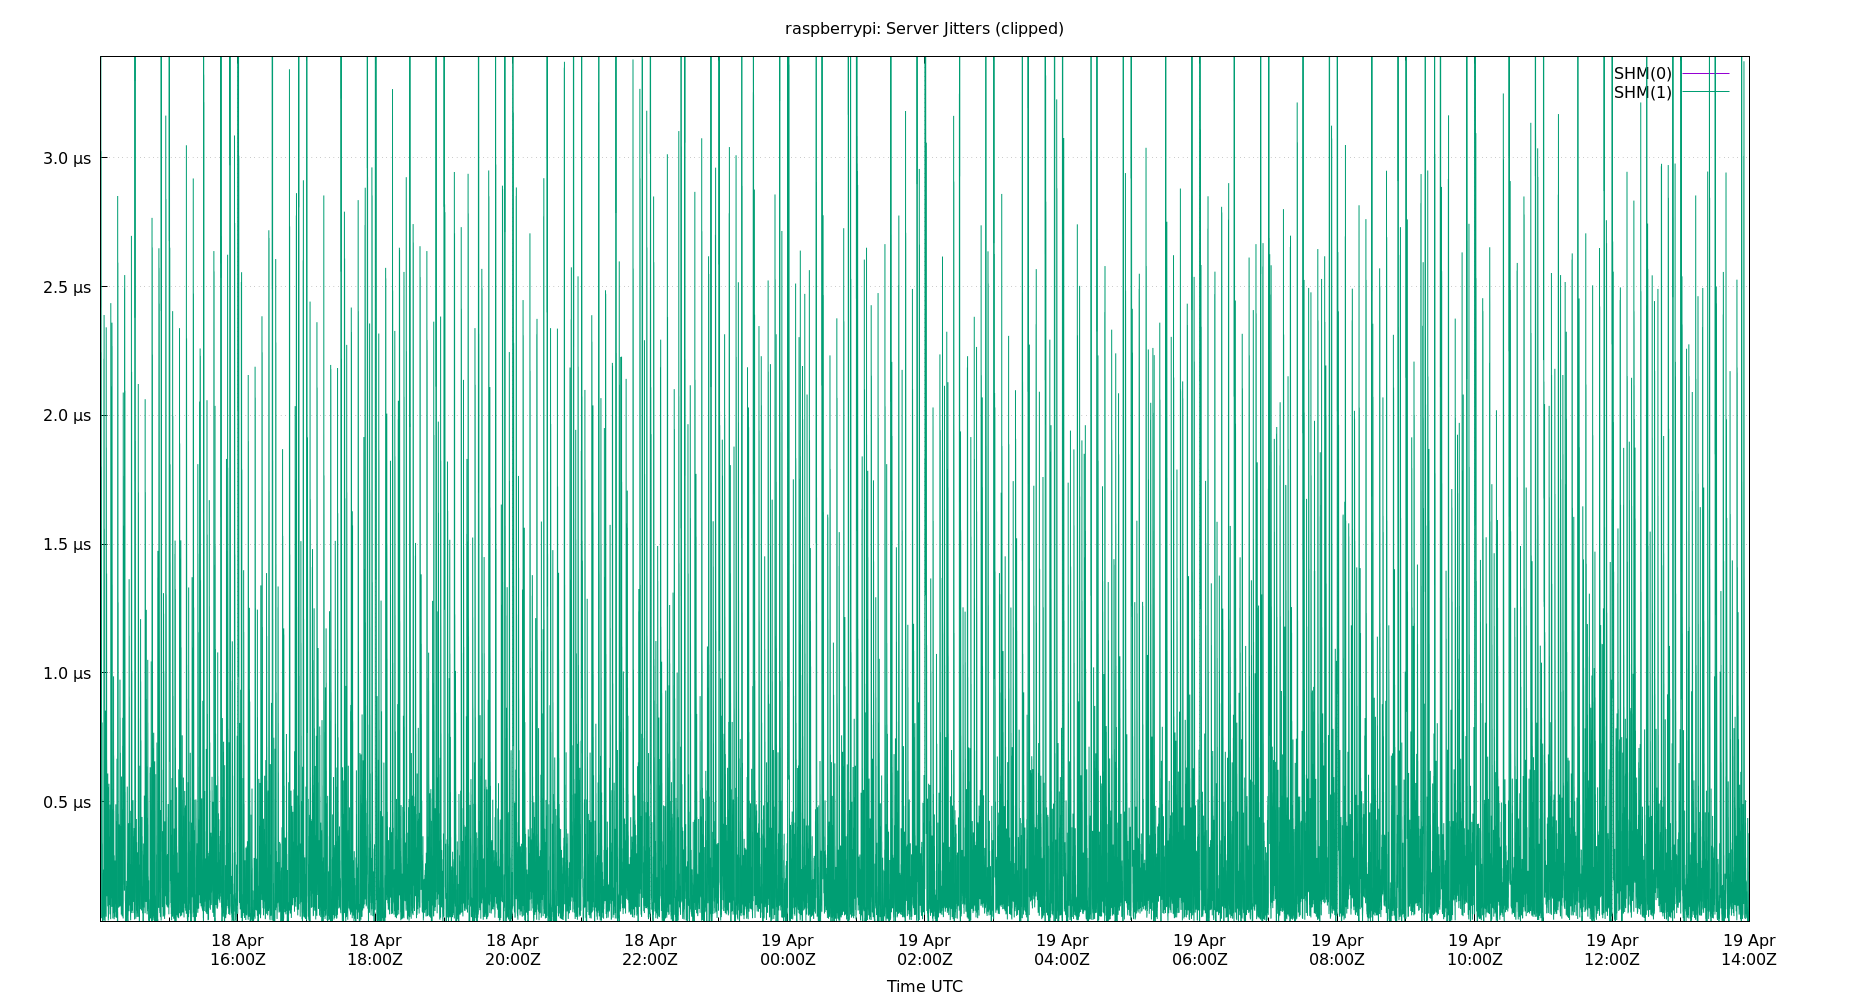 raspberrypi: Server Jitters (clipped)
SHM(0)
SHM(1)
3.0 µs
2.5 µs
2.0 µs
1.5 µs
1.0 µs
0.5 µs
18 Apr 18 Apr 18 Apr 18 Apr 19 Apr 19 Apr 19 Apr 19 Apr 19 Apr 19 Apr 19 Apr 19 Apr
16:00Z 18:00Z 20:00Z 22:00Z 00:00Z 02:00Z 04:00Z 06:00Z 08:00Z 10:00Z 12:00Z 14:00Z
Time UTC